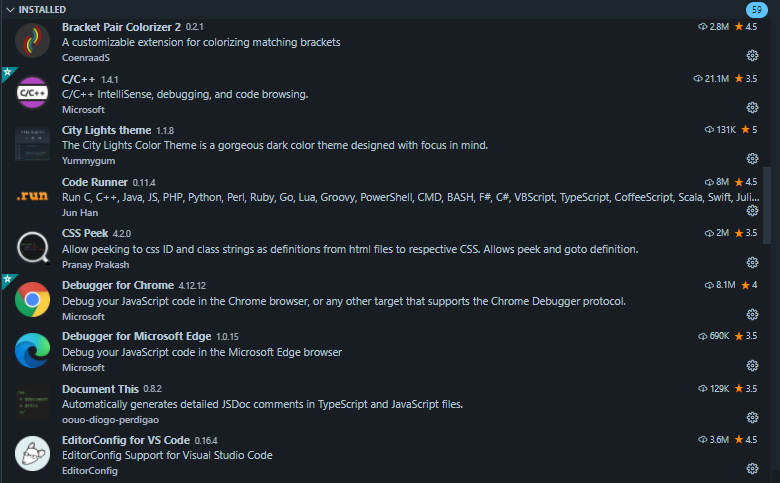 INSTALLED 59
Bracket Pair Colorizer 2 0.2.1 2.8M 4.5
A customizable extension for colorizing matching brackets
CoenraadS
C/C++ C/C++ 1.4.1 21.1M 3.5
C/C++ IntelliSense, debugging, and code browsing.
Microsoft
City Lights theme 1.1.8 131K 5
The City Lights Color Theme is a gorgeous dark color theme designed with focus in mind.
Yummygum
.run Code Runner 0.11.4 8M 4.5
Run C, C++, Java, JS, PHP, Python, Perl, Ruby, Go, Lua, Groovy, PowerShell, CMD, BASH, F#, C#, VBScript, TypeScript, CoffeeScript, Scala, Swift, Juli...
Jun Han
CSS Peek 4.2.0 2M 3.5
Allow peeking to css ID and class strings as definitions from html files to respective CSS. Allows peek and goto definition.
Pranay Prakash
Debugger for Chrome 4.12.12 8.1M 4
Debug your JavaScript code in the Chrome browser, or any other target that supports the Chrome Debugger protocol.
Microsoft
Debugger for Microsoft Edge 1.0.15 690K 3.5
Debug your JavaScript code in the Microsoft Edge browser
Microsoft
Document This 0.8.2 129K 3.5
Automatically generates detailed JSDoc comments in TypeScript and JavaScript files.
oouo-diogo-perdigao
EditorConfig for VS Code 0.16.4 3.6M 4.5
EditorConfig Support for Visual Studio Code
EditorConfig